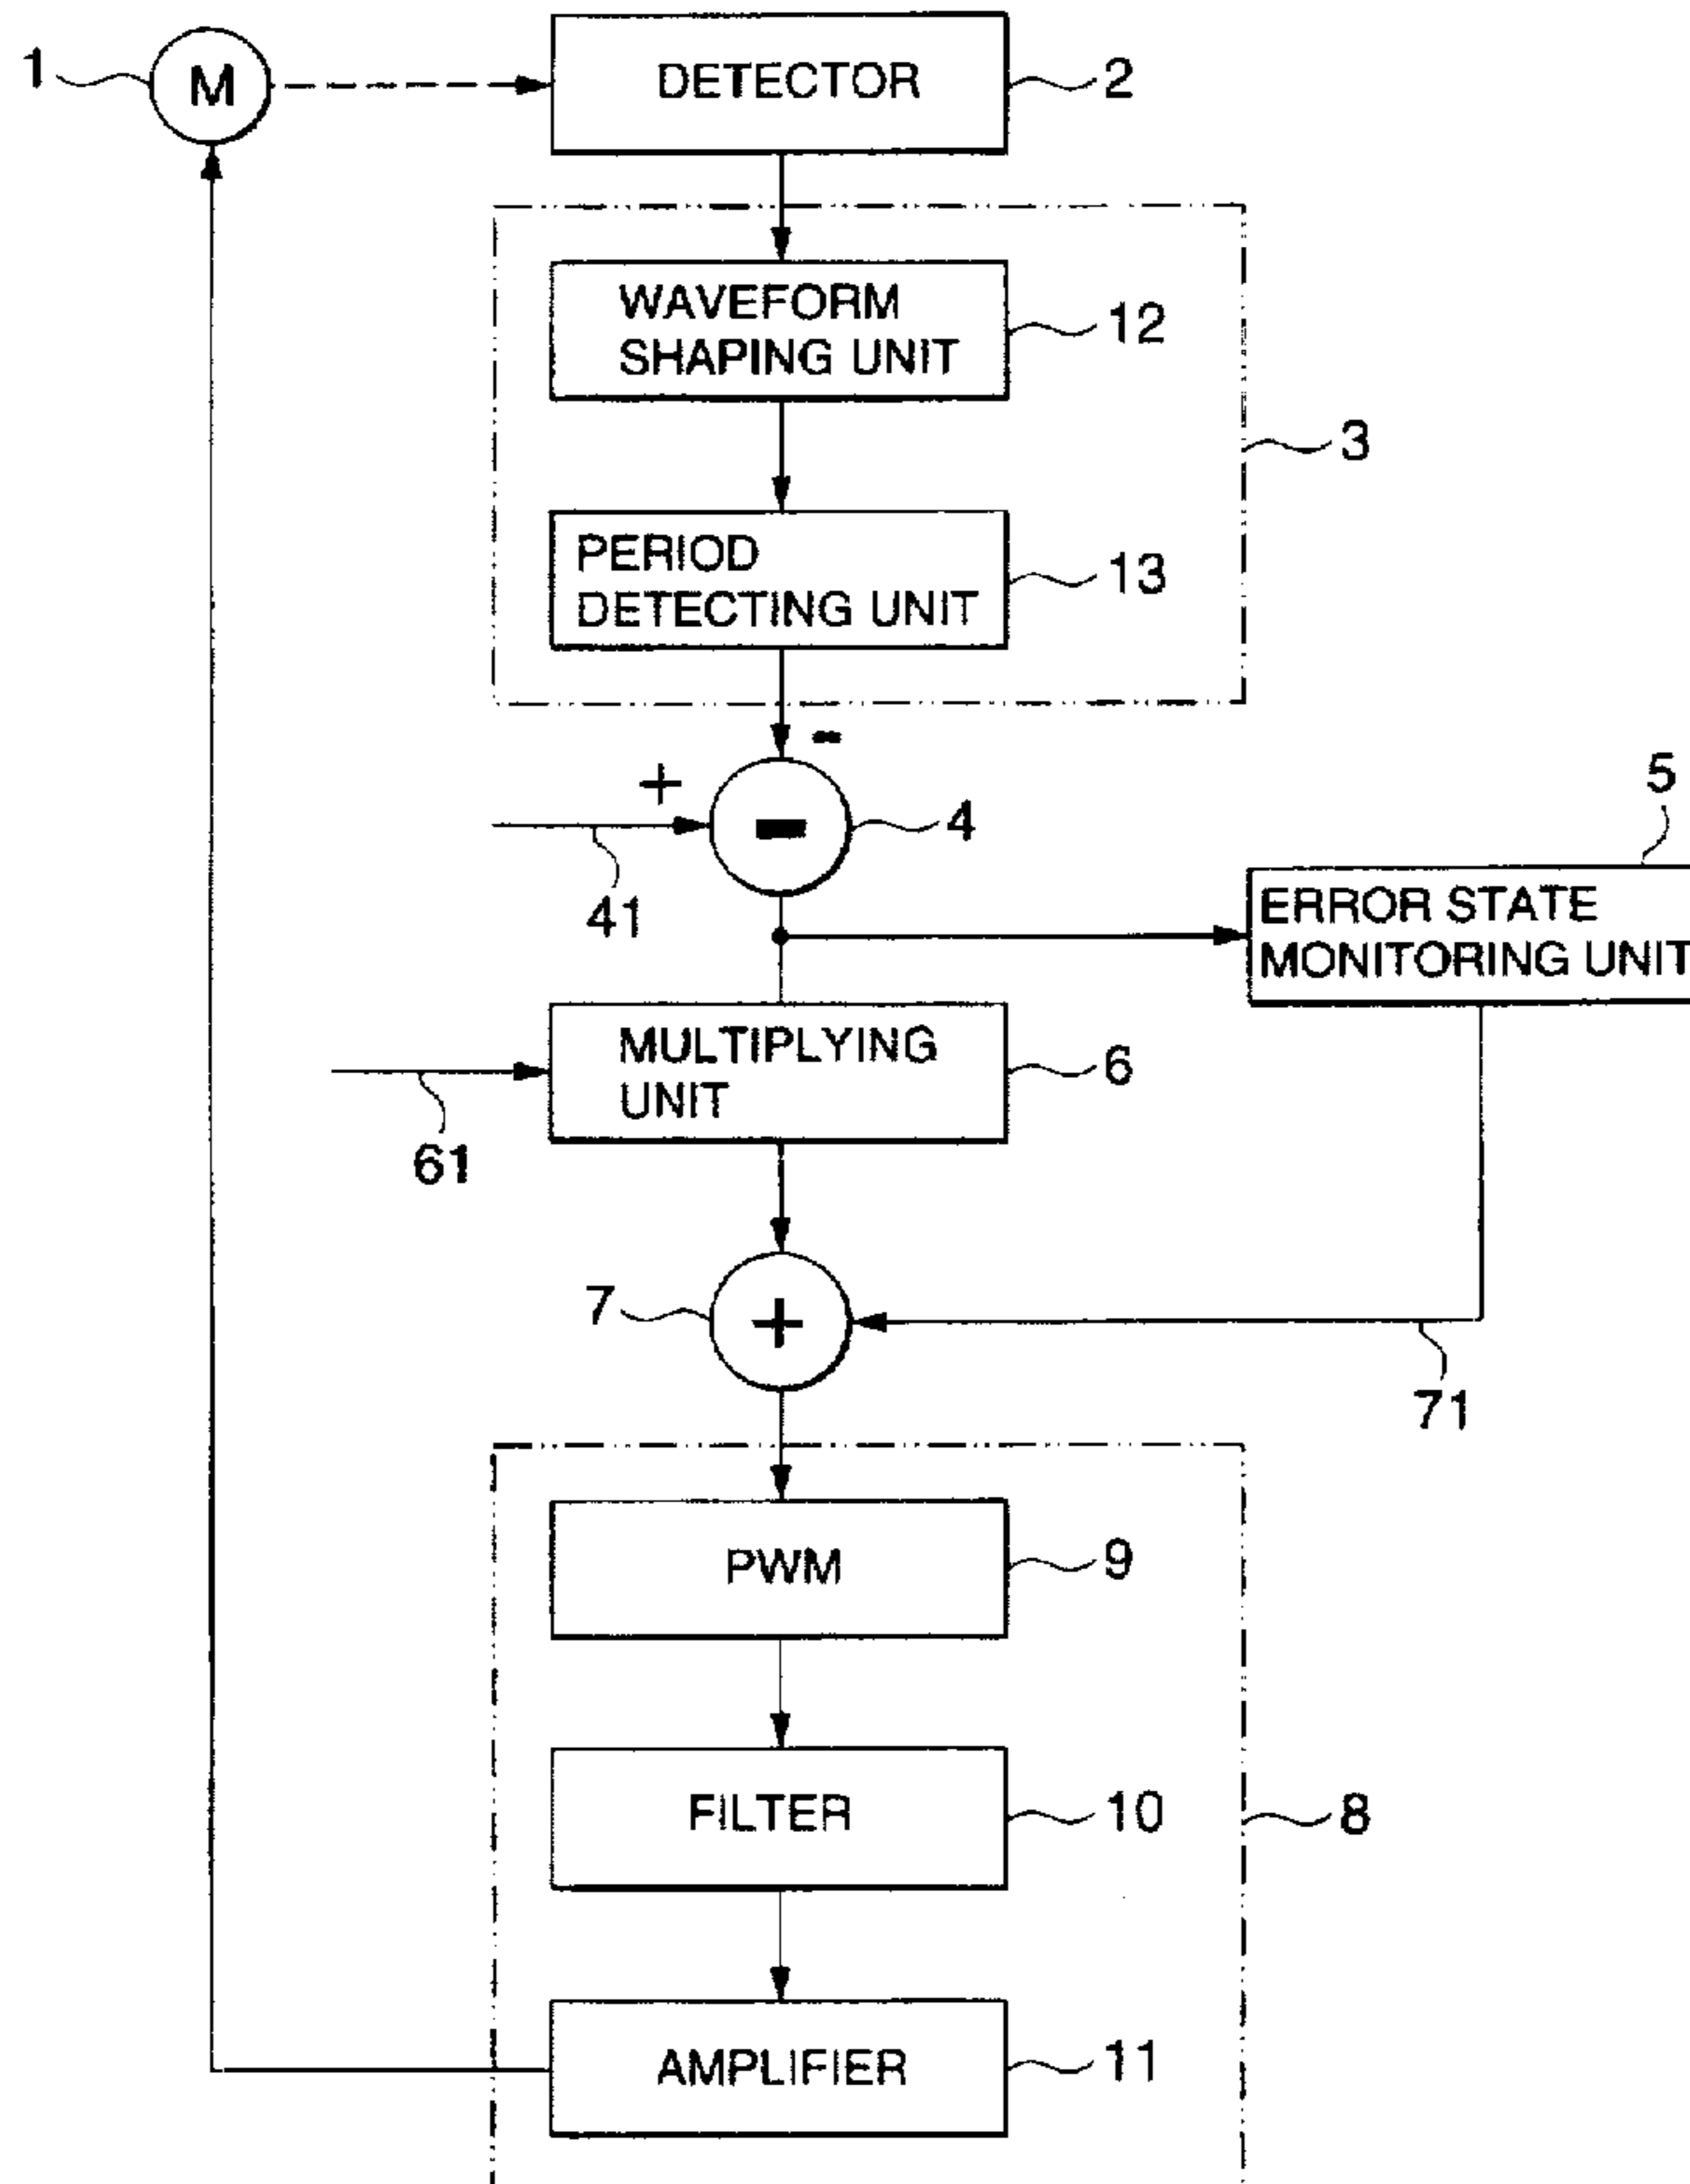 1
M
DETECTOR
2
WAVEFORM
SHAPING UNIT
12
3
PERIOD
DETECTING UNIT
13
-
+
-
4
41
5
ERROR STATE
MONITORING UNIT
MULTIPLYING
UNIT
6
61
7
+
71
PWM
9
FILTER
10
8
AMPLIFIER
11